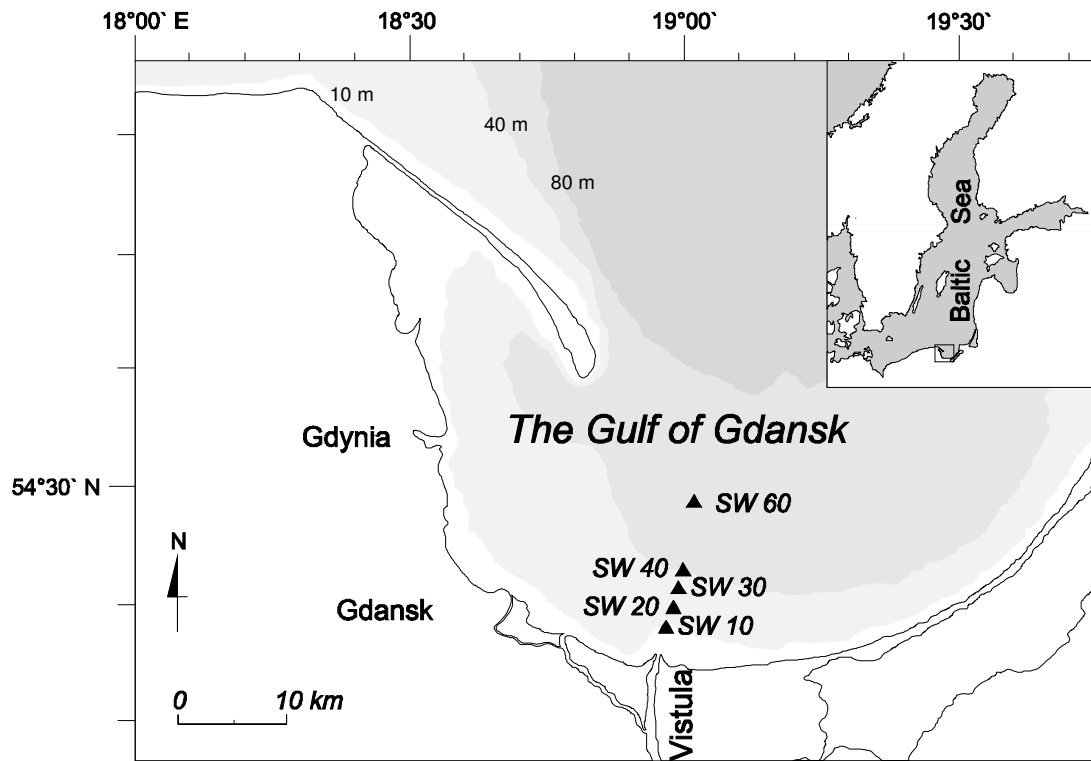 18°00` E
18°30
19°00`
19°30
10 m
40 m
80 m
Baltic Sea
Gdynia
The Gulf of Gdansk
54°30` N
SW 60
N
SW 40
SW 30
SW 20
SW 10
Gdansk
0 10 km
Vistula